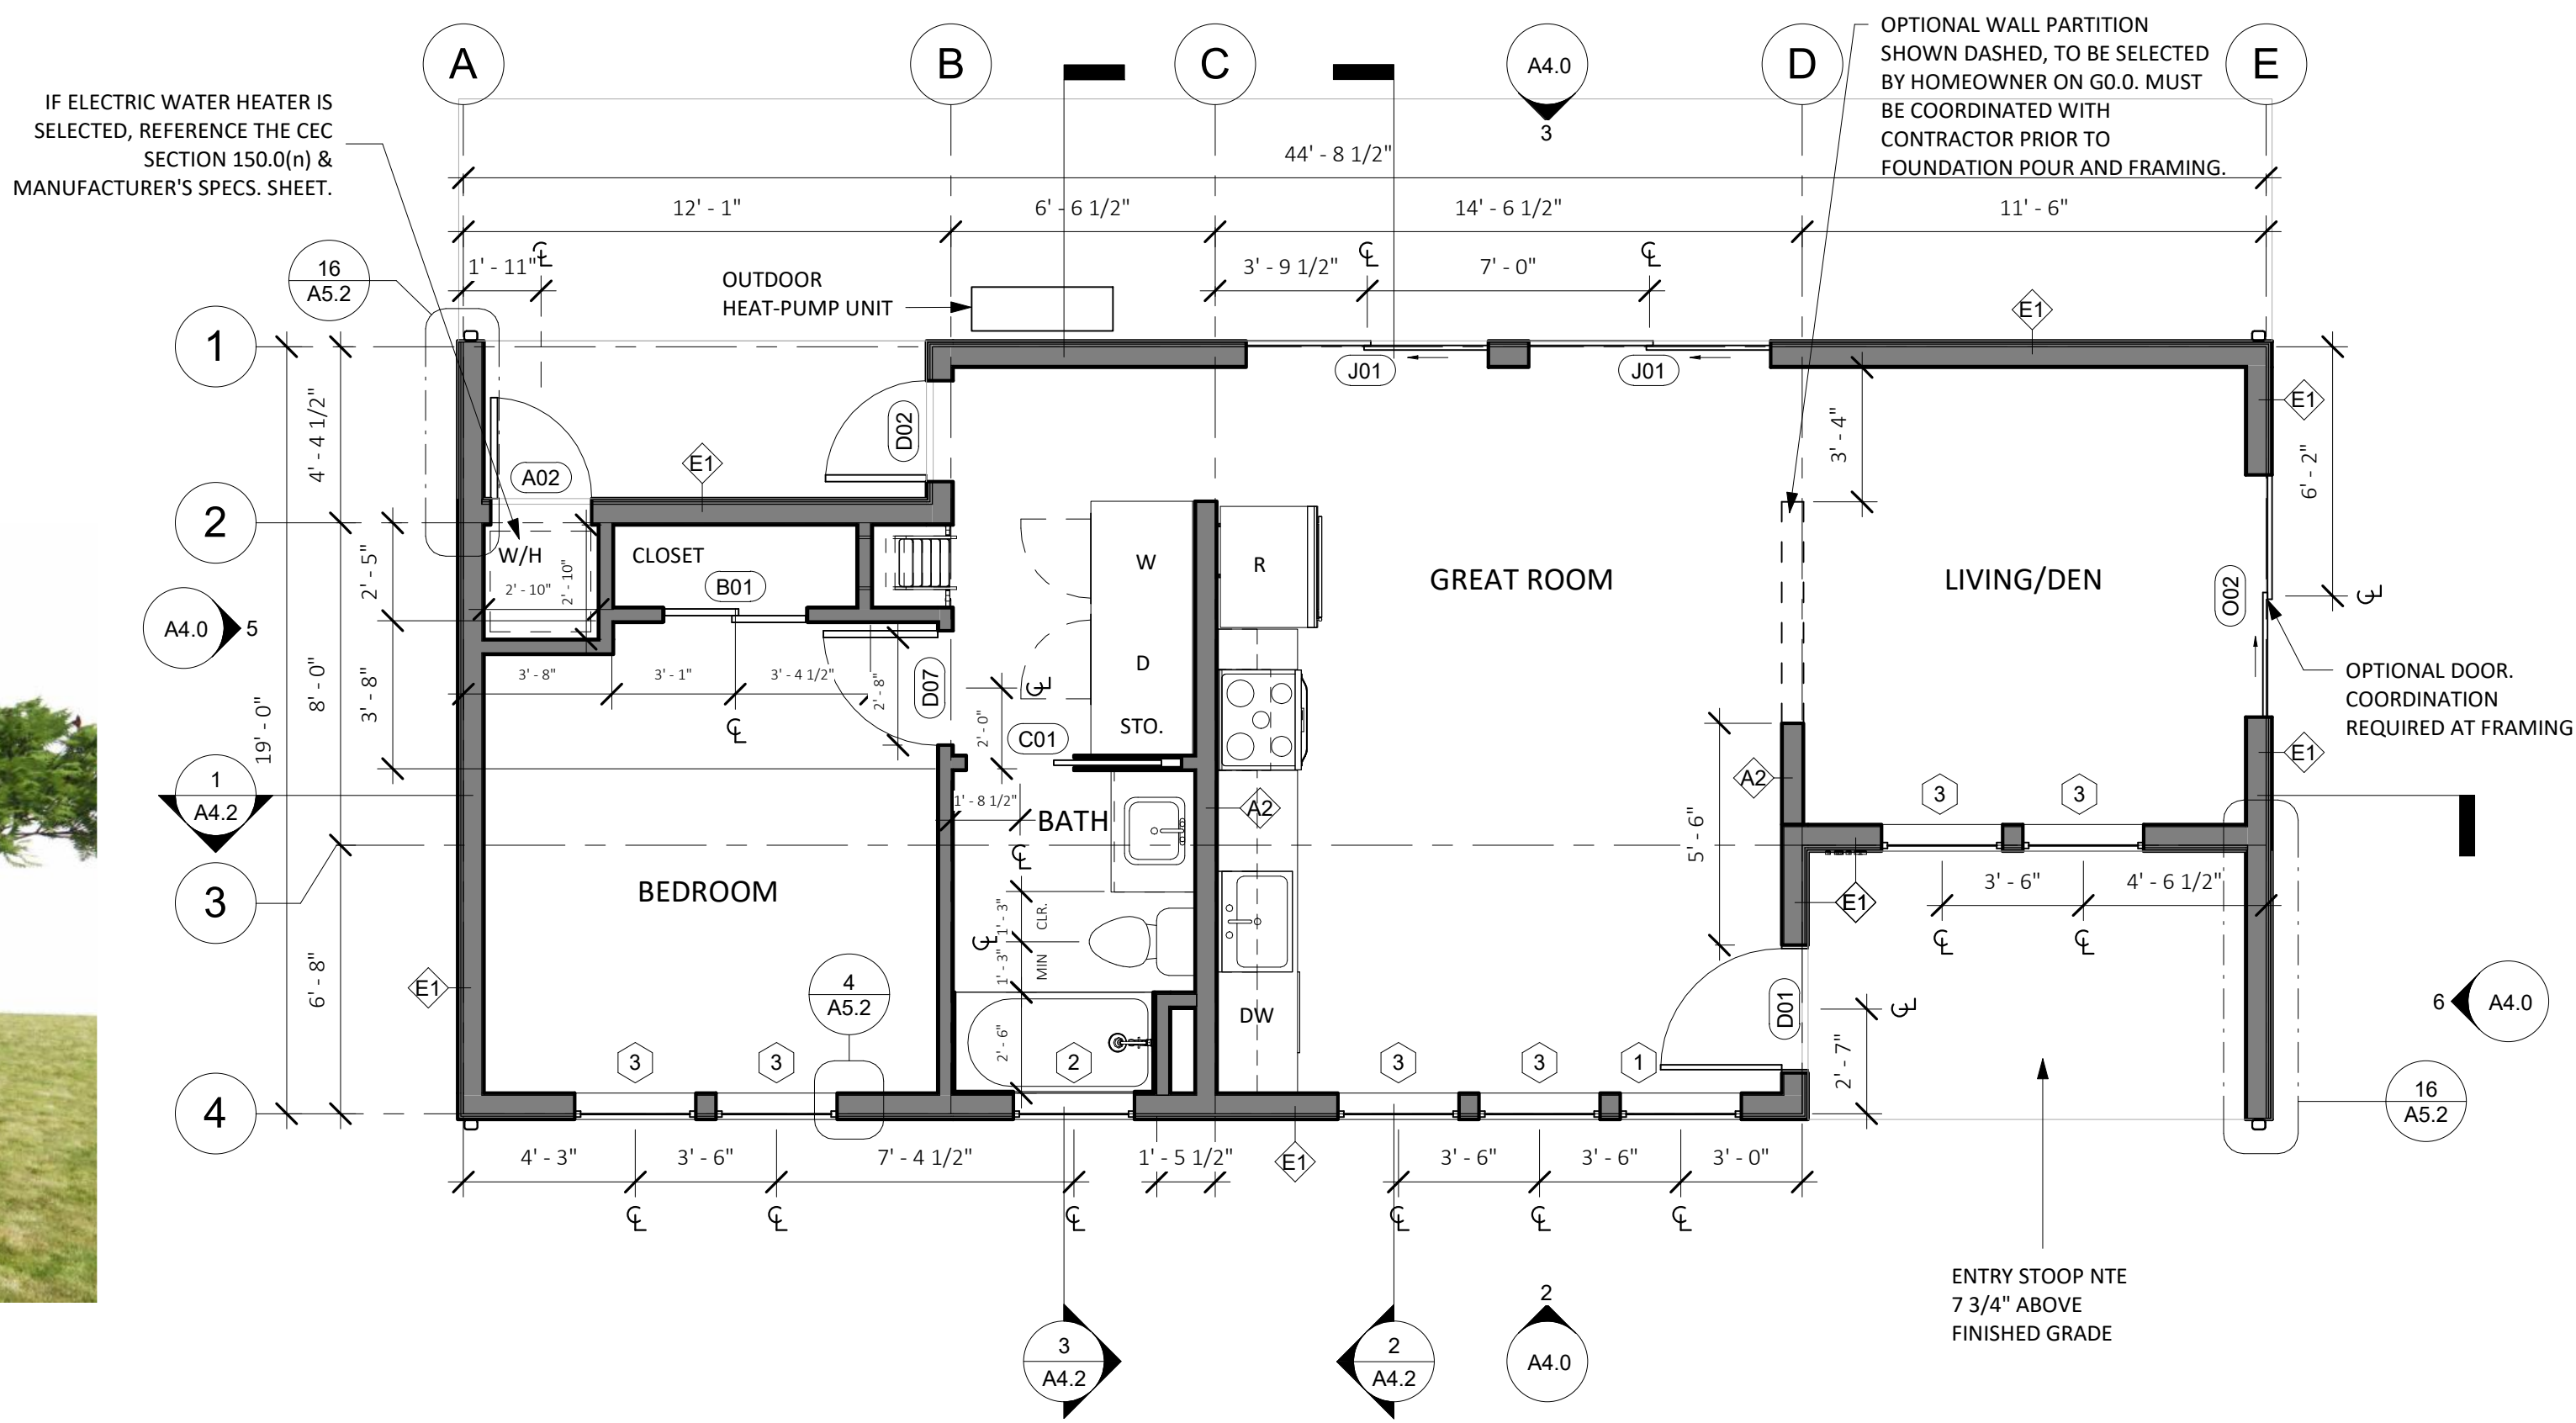 A
B
C
A4.0
3
D
E
OPTIONAL WALL PARTITION
SHOWN DASHED, TO BE SELECTED
BY HOMEOWNER ON G0.0. MUST
BE COORDINATED WITH
CONTRACTOR PRIOR TO
FOUNDATION POUR AND FRAMING.
IF ELECTRIC WATER HEATER IS
SELECTED, REFERENCE THE CEC
SECTION 150.0(n) &
MANUFACTURER'S SPECS. SHEET.
44' - 8 1/2"
12' - 1"
6' - 6 1/2"
14' - 6 1/2"
11' - 6"
1' - 11"
℄
3' - 9 1/2"
℄
7' - 0"
℄
16
A5.2
OUTDOOR
HEAT-PUMP UNIT
E1
1
J01
J01
E1
4' - 4 1/2"
D02
3' - 4"
6' - 2"
A02
E1
2
2' - 5"
W/H
2' - 10"
2' - 10"
CLOSET
B01
W
R
GREAT ROOM
LIVING/DEN
O02
℄
A4.0
5
D
OPTIONAL DOOR.
COORDINATION
REQUIRED AT FRAMING
3' - 8"
3' - 1"
3' - 4 1/2"
2' - 8"
D07
℄
8' - 0"
3' - 8"
19' - 0"
℄
2' - 0"
C01
STO.
E1
1
A4.2
A2
3
3
1' - 8 1/2"
BATH
A2
5' - 6"
℄
3
BEDROOM
3' - 6"
4' - 6 1/2"
E1
1' - 3"
CLR.
℄
1' - 3"
MIN
℄
℄
6' - 8"
E1
4
A5.2
DW
D01
℄
6
A4.0
2' - 6"
3
3
2
3
3
1
2' - 7"
4
16
A5.2
4' - 3"
3' - 6"
7' - 4 1/2"
1' - 5 1/2"
E1
3' - 6"
3' - 6"
3' - 0"
℄
℄
℄
℄
℄
℄
ENTRY STOOP NTE
7 3/4" ABOVE
FINISHED GRADE
3
A4.2
2
A4.2
2
A4.0